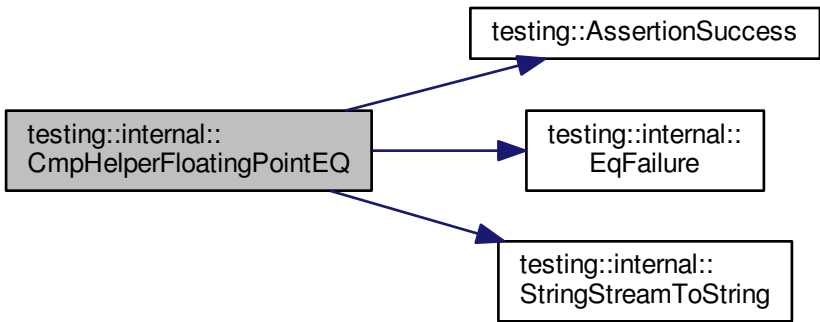 testing::AssertionSuccess
testing::internal::
CmpHelperFloatingPointEQ
testing::internal::
EqFailure
testing::internal::
StringStreamToString